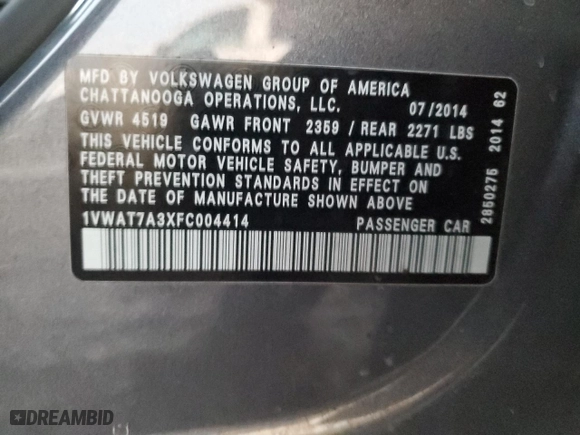 MFD BY VOLKSWAGEN GROUP OF AMERICA
CHATTANOOGA OPERATIONS, LLC. 07/2014
GVWR 4519 GAWR FRONT 2359 / REAR 2271 LBS
THIS VEHICLE CONFORMS TO ALL APPLICABLE U.S.
FEDERAL MOTOR VEHICLE SAFETY, BUMPER AND
THEFT PREVENTION STANDARDS IN EFFECT ON
THE DATE OF MANUFACTURE SHOWN ABOVE
1VWAT7A3XFC004414 PASSENGER CAR
2850275 2014 62
DREAMBID